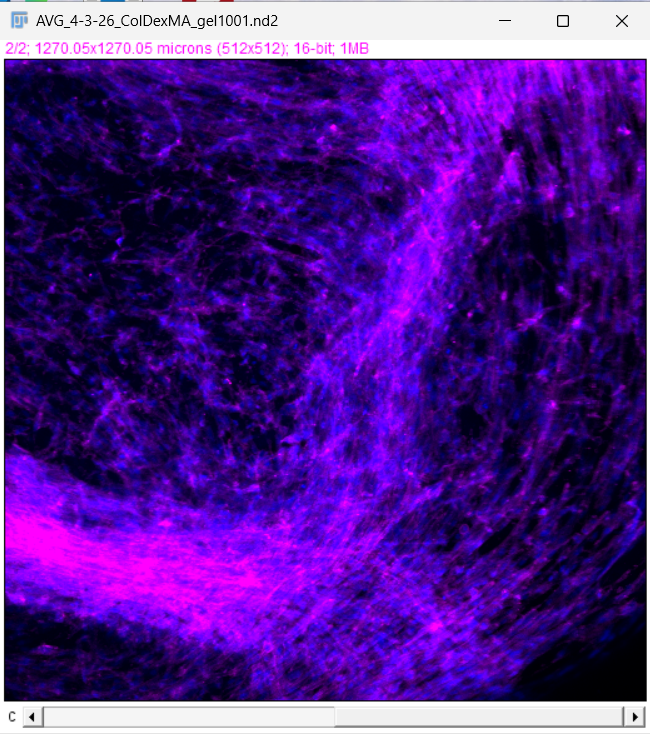 AVG_4-3-26_ColDexMA_gel1001.nd2
2/2; 1270.05x1270.05 microns (512x512); 16-bit; 1MB
C